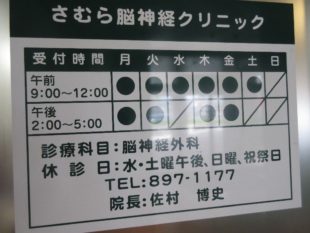 さむら脳神経クリニック
受付時間 月 火 水 木 金 土 日
午前 9:00～12:00 ● ● ● ● ● ● ／
午後 2:00～5:00 ● ● ／ ● ● ／ ／
診療科目:脳神経外科
休診日:水・土曜午後、日曜、祝祭日
TEL:897-1177
院長:佐村 博史